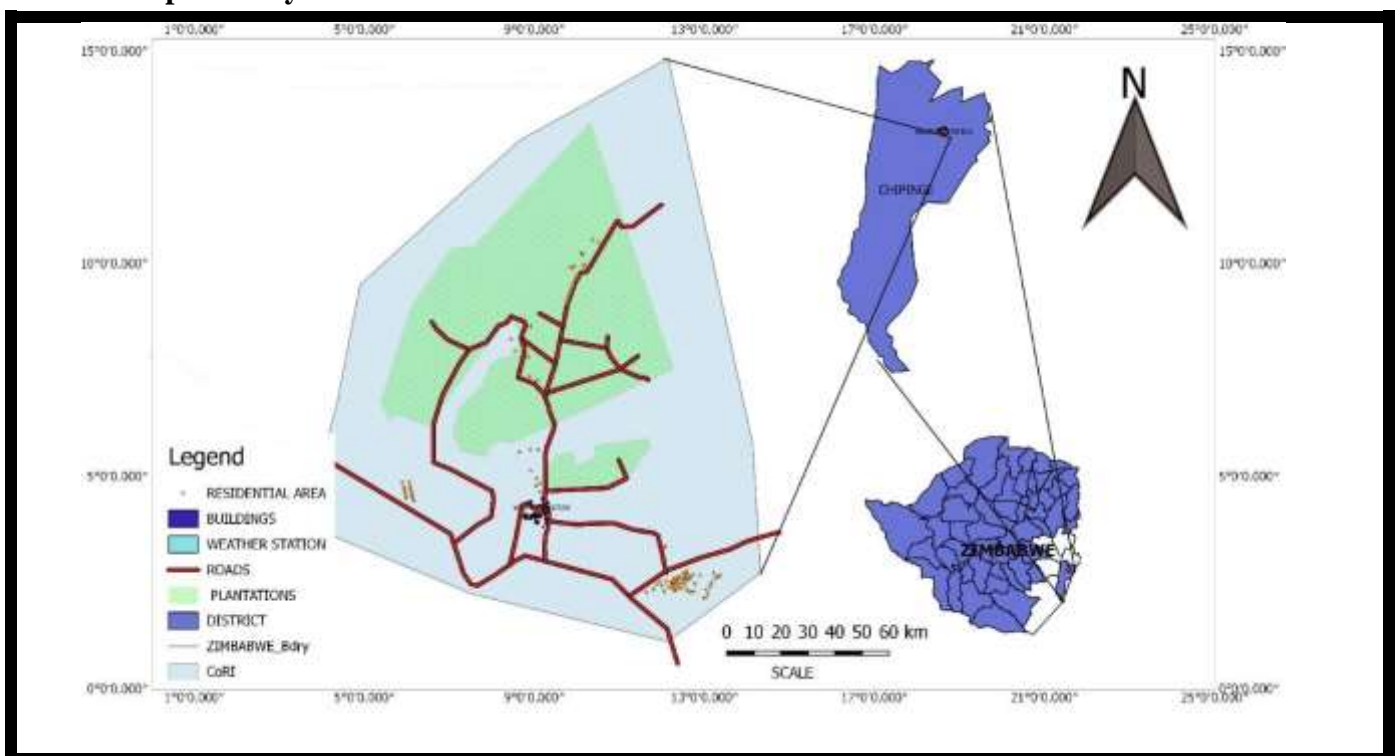 1°0'0.000" 5°0'0.000" 9°0'0.000" 13°0'0.000" 17°0'0.000" 21°0'0.000" 25°0'0.000"
15°0'0.000" 15°0'0.000"
N
CHIPINGE
10°0'0.000" 10°0'0.000"
5°0'0.000" 5°0'0.000"
ZIMBABWE
Legend
RESIDENTIAL AREA
BUILDINGS
WEATHER STATION
ROADS
PLANTATIONS
DISTRICT
ZIMBABWE_Bdry
CoRI
0 10 20 30 40 50 60 km
SCALE
0°0'0.000" 0°0'0.000"
1°0'0.000" 5°0'0.000" 9°0'0.000" 13°0'0.000" 17°0'0.000" 21°0'0.000" 25°0'0.000"